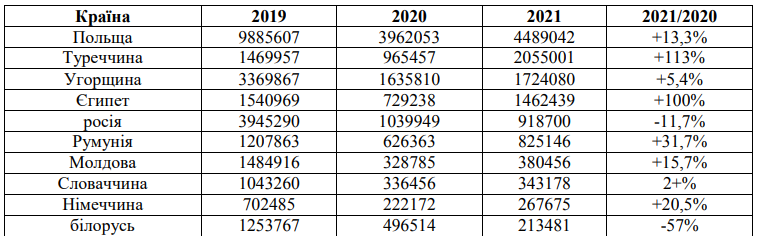 Країна 2019 2020 2021 2021/2020
Польща 9885607 3962053 4489042 +13,3%
Туреччина 1469957 965457 2055001 +113%
Угорщина 3369867 1635810 1724080 +5,4%
Єгипет 1540969 729238 1462439 +100%
росія 3945290 1039949 918700 -11,7%
Румунія 1207863 626363 825146 +31,7%
Молдова 1484916 328785 380456 +15,7%
Словаччина 1043260 336456 343178 2+%
Німеччина 702485 222172 267675 +20,5%
білорусь 1253767 496514 213481 -57%